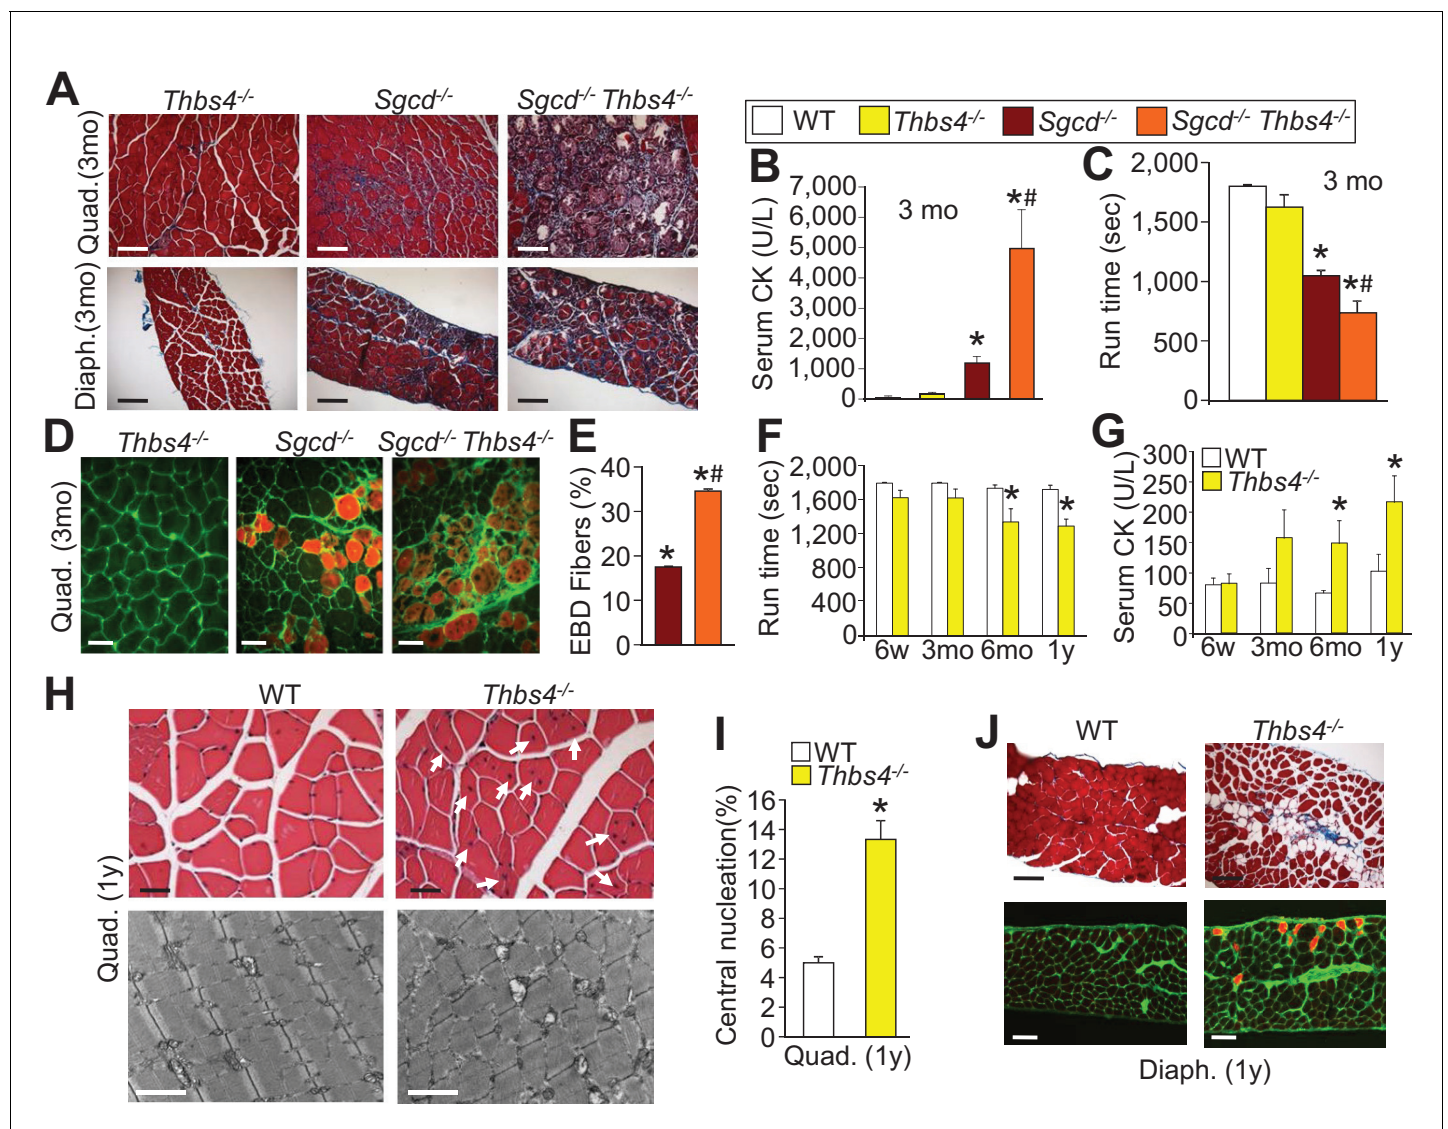 A
Thbs4-/-
Sgcd-/-
Sgcd-/- Thbs4-/-
Quad.(3mo)
Diaph.(3mo)
WT
Thbs4-/-
Sgcd-/-
Sgcd-/- Thbs4-/-
B
Serum CK (U/L)
7,000
6,000
5,000
4,000
3,000
2,000
1,000
0
3 mo
*
*#
C
Run time (sec)
2,000
1,500
1,000
500
0
3 mo
*
*#
D
Thbs4-/-
Sgcd-/-
Sgcd-/- Thbs4-/-
Quad. (3mo)
E
EBD Fibers (%)
40
30
20
10
0
*
*#
F
Run time (sec)
2,000
1,600
1,200
800
400
0
*
*
6w
3mo
6mo
1y
G
Serum CK (U/L)
300
250
200
150
100
50
0
WT
Thbs4-/-
*
*
6w
3mo
6mo
1y
H
WT
Thbs4-/-
Quad. (1y)
I
WT
Thbs4-/-
Central nucleation(%)
16
14
12
10
8
6
4
2
0
*
Quad. (1y)
J
WT
Thbs4-/-
Diaph. (1y)